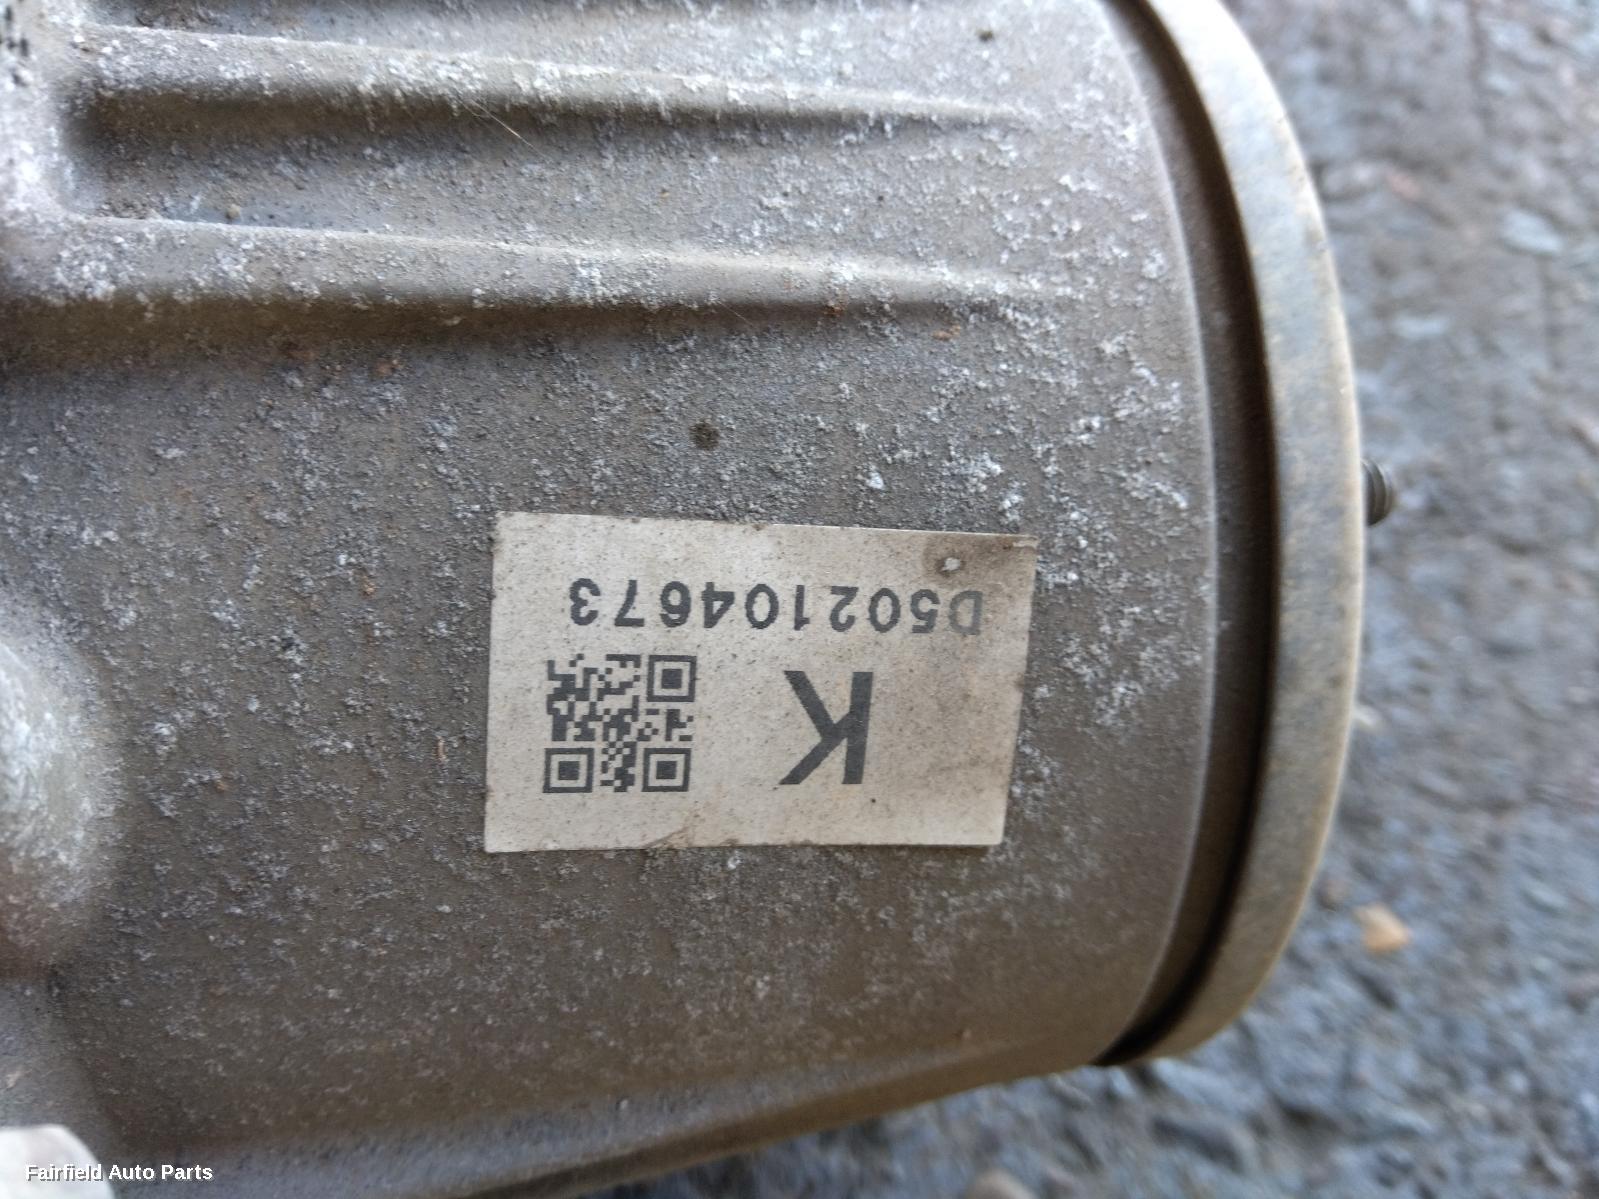 D502104673
K
Fairfield Auto Parts